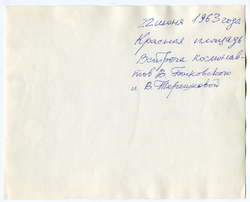 22 июня 1963 года
Красная площадь
Встреча космонав-
тов В. Быковского
и В. Терешковой